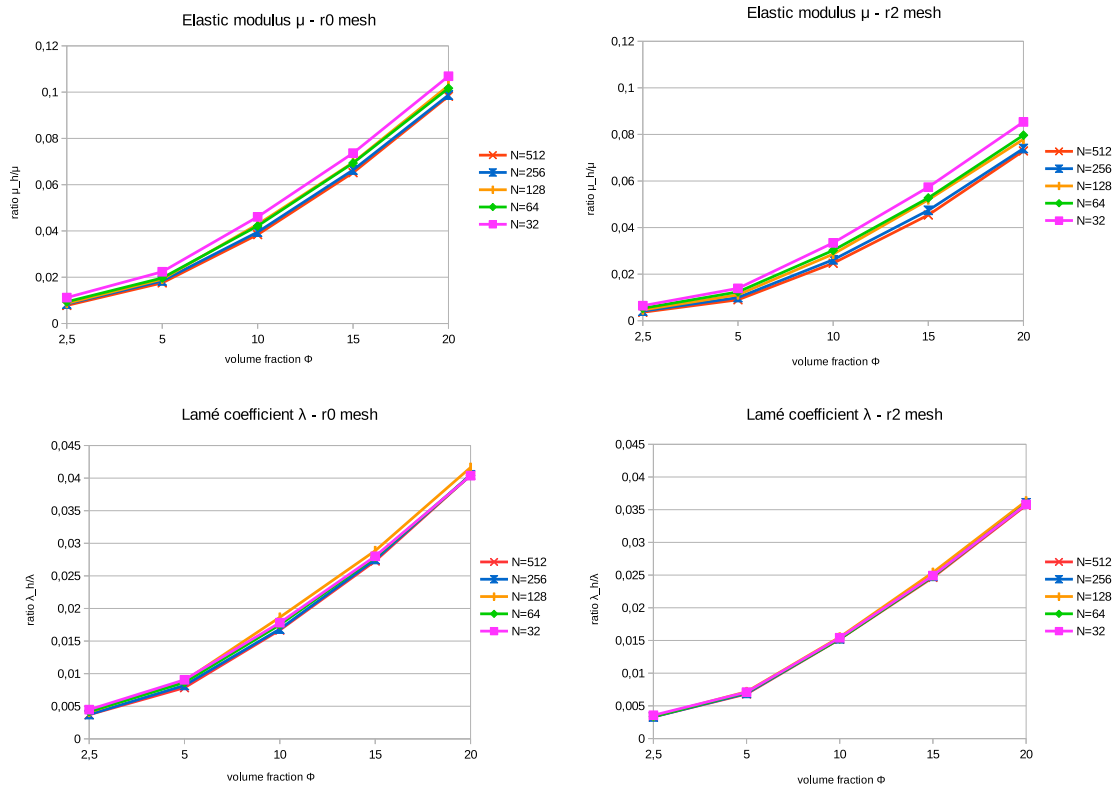 Elastic modulus μ - r0 mesh
0,12
0,1
0,08
0,06
0,04
0,02
0
ratio μ_h/μ
2,5
5
10
15
20
volume fraction Φ
N=512
N=256
N=128
N=64
N=32
Elastic modulus μ - r2 mesh
0,12
0,1
0,08
0,06
0,04
0,02
0
ratio μ_h/μ
2,5
5
10
15
20
volume fraction Φ
N=512
N=256
N=128
N=64
N=32
Lamé coefficient λ - r0 mesh
0,045
0,04
0,035
0,03
0,025
0,02
0,015
0,01
0,005
0
ratio λ_h/λ
2,5
5
10
15
20
volume fraction Φ
N=512
N=256
N=128
N=64
N=32
Lamé coefficient λ - r2 mesh
0,045
0,04
0,035
0,03
0,025
0,02
0,015
0,01
0,005
0
ratio λ_h/λ
2,5
5
10
15
20
volume fraction Φ
N=512
N=256
N=128
N=64
N=32